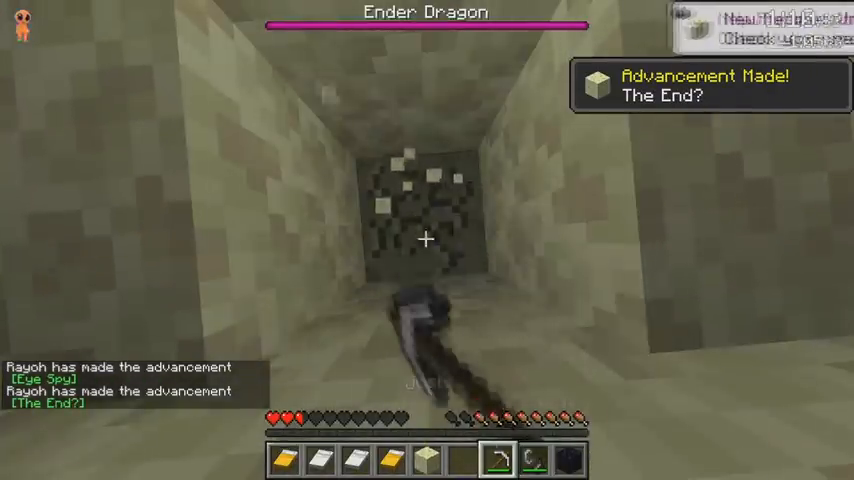 Ender Dragon
Advancement Made!
The End?
Rayoh has made the advancement
[Eye Spy]
Rayoh has made the advancement
[The End?]